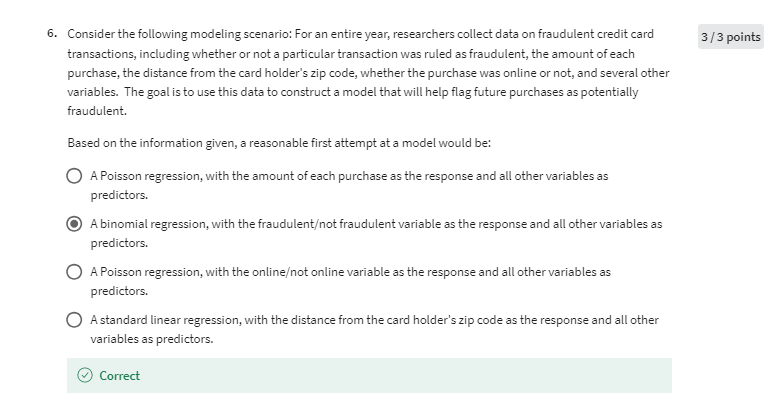 6. Consider the following modeling scenario: For an entire year, researchers collect data on fraudulent credit card
3 / 3 points
transactions, including whether or not a particular transaction was ruled as fraudulent, the amount of each
purchase, the distance from the card holder's zip code, whether the purchase was online or not, and several other
variables. The goal is to use this data to construct a model that will help flag future purchases as potentially
fraudulent.
Based on the information given, a reasonable first attempt at a model would be:
A Poisson regression, with the amount of each purchase as the response and all other variables as
predictors.
A binomial regression, with the fraudulent/not fraudulent variable as the response and all other variables as
predictors.
A Poisson regression, with the online/not online variable as the response and all other variables as
predictors.
A standard linear regression, with the distance from the card holder's zip code as the response and all other
variables as predictors.
Correct